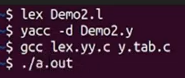 ~$ lex Demo2.l
~$ yacc -d Demo2.y
~$ gcc lex.yy.c y.tab.c
~$ ./a.out